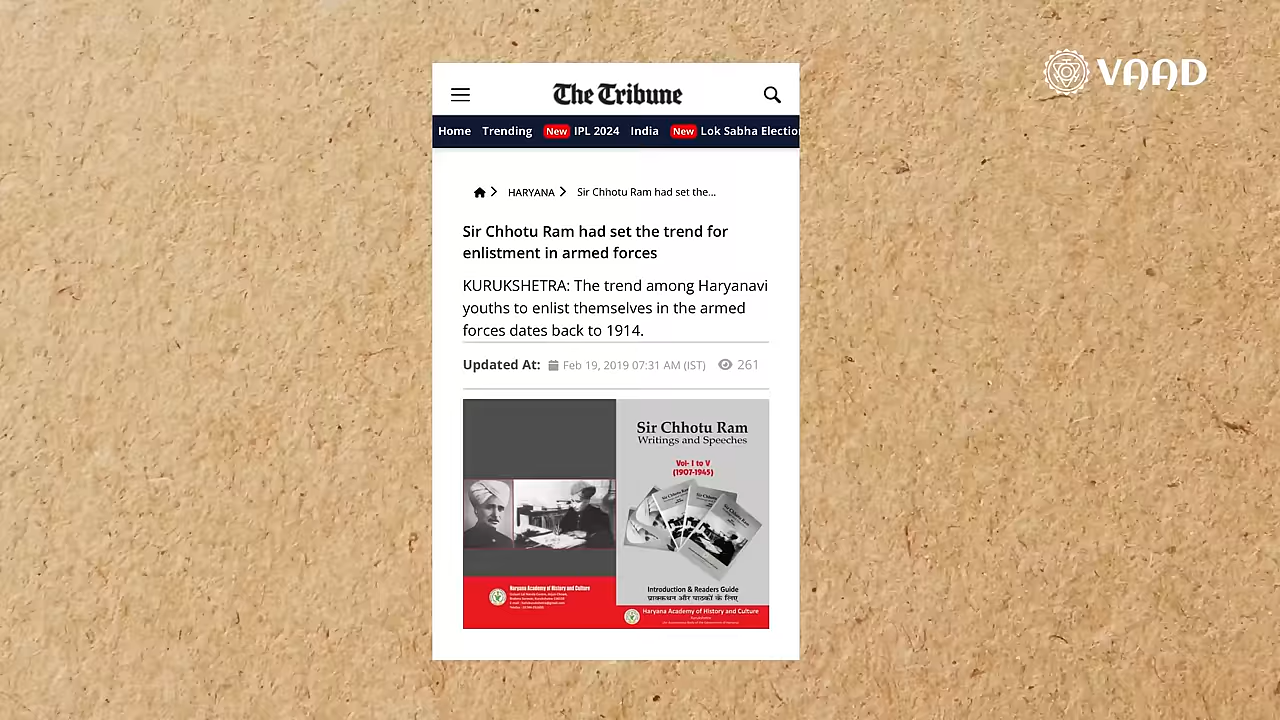 VAAD
The Tribune
Home Trending New IPL 2024 India New Lok Sabha Electio
HARYANA Sir Chhotu Ram had set the...
Sir Chhotu Ram had set the trend for
enlistment in armed forces
KURUKSHETRA: The trend among Haryanavi
youths to enlist themselves in the armed
forces dates back to 1914.
Updated At: Feb 19, 2019 07:31 AM (IST) 261
Sir Chhotu Ram
Writings and Speeches
Vol- I to V
(1907-1945)
Introduction & Readers Guide
प्राक्कथन और पाठकों के लिए
Haryana Academy of History and Culture
Haryana Academy of History and Culture